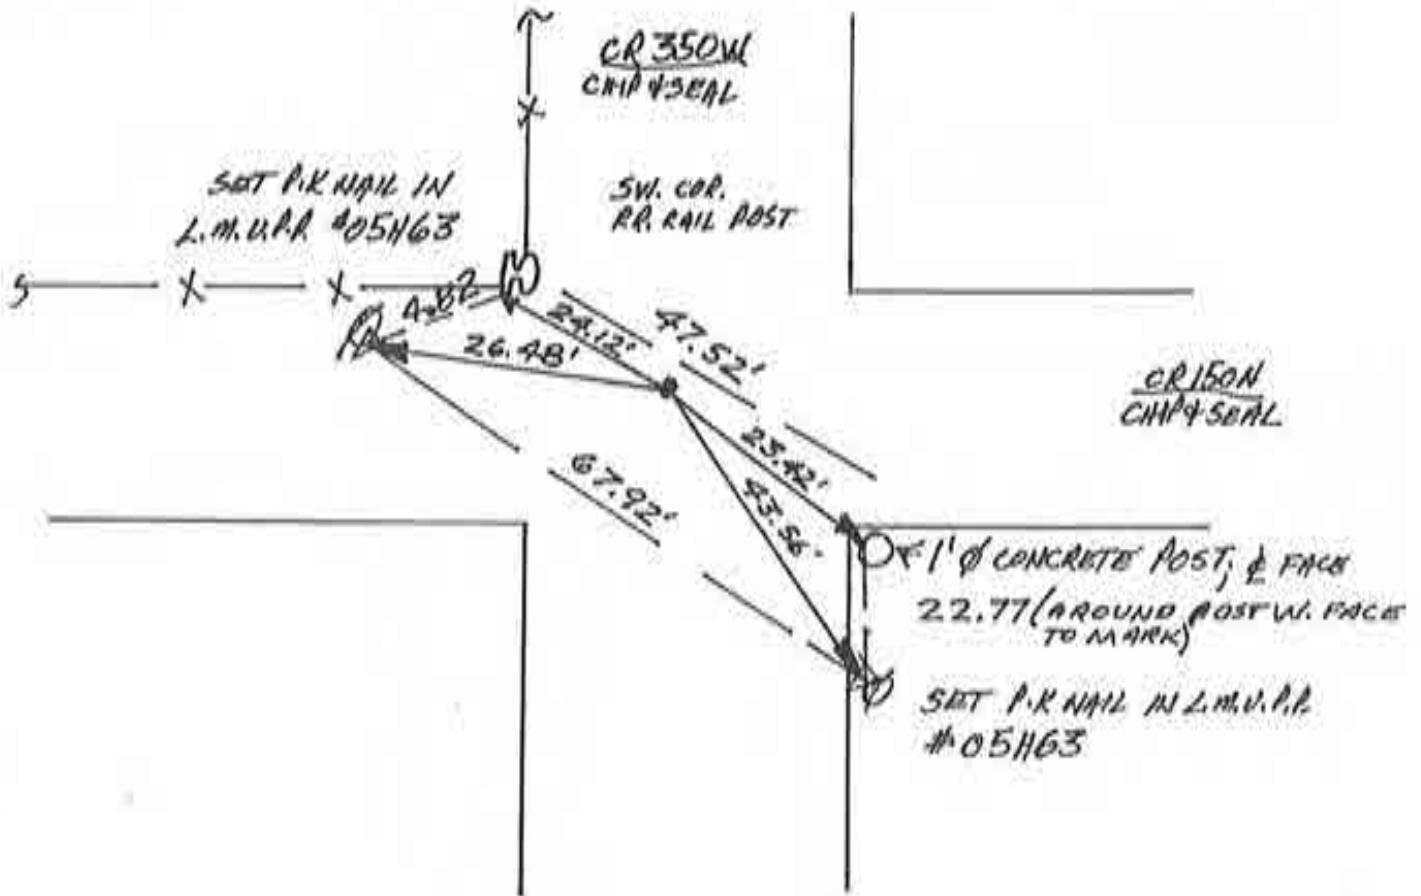 CR 350W
CHIP & SEAL
SET P.K NAIL IN
L.M.U.P.P. #05H63
SW. COR.
RR. RAIL POST
4.82
24.12'
47.52'
26.48'
CR 150N
CHIP & SEAL
23.42'
67.92'
43.56'
1' ⌀ CONCRETE POST; ℄ FACE
22.77 (AROUND POST W. FACE
TO MARK)
SET P.K NAIL IN L.M.U.P.P.
#05H63